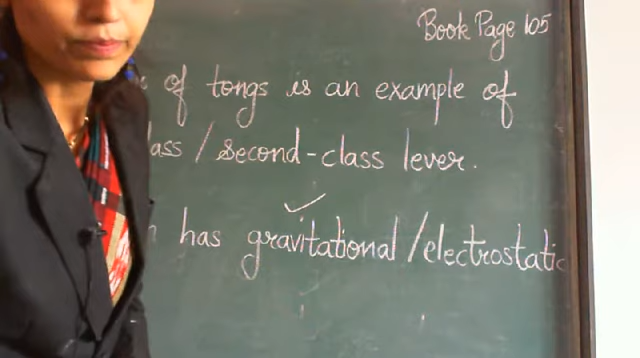 Book Page 105
of tongs is an example of
lass / second-class lever.
has gravitational / electrostatic